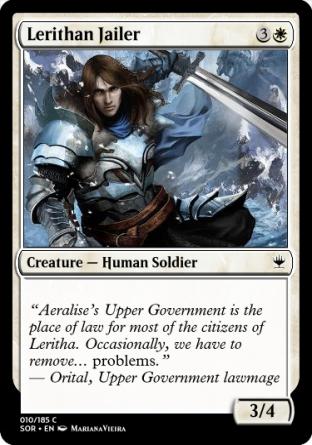 Lerithan Jailer 3
Creature — Human Soldier
“Aeralise’s Upper Government is the
place of law for most of the citizens of
Leritha. Occasionally, we have to
remove... problems.”
— Orital, Upper Government lawmage
3/4
010/185 C
SOR • EN MarianaVieira